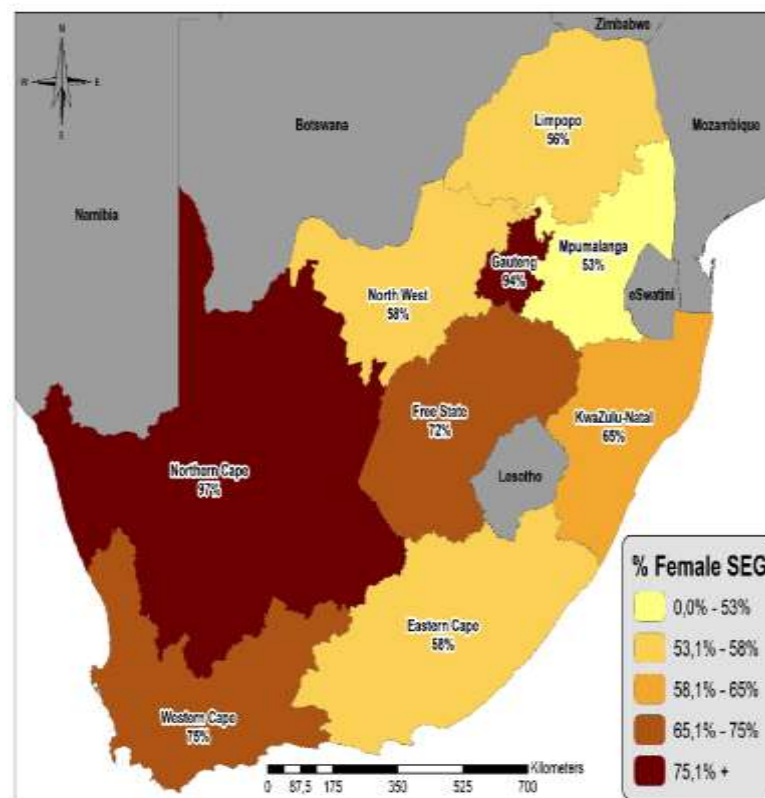 N
W E
S
Zimbabwe
Botswana
Limpopo
56%
Mozambique
Namibia
Mpumalanga
53%
Gauteng
94%
eSwatini
North West
58%
Free State
72%
KwaZulu-Natal
65%
Northern Cape
97%
Lesotho
Eastern Cape
58%
Western Cape
75%
% Female SEG
0,0% - 53%
53,1% - 58%
58,1% - 65%
65,1% - 75%
75,1% +
Kilometers
0 87,5 175 350 525 700